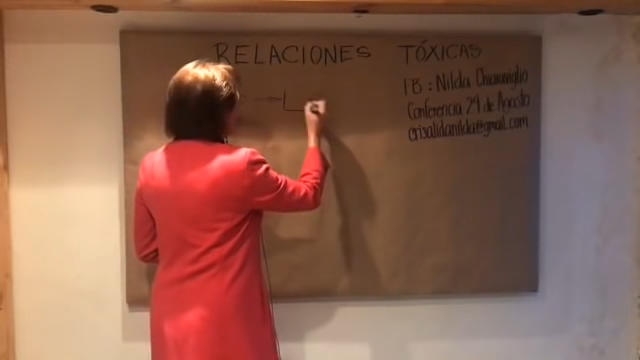 RELACIONES TÓXICAS
FB: Nilda Chiaraviglio
Conferencia 29 de Agosto
crisalidanilda@gmail.com